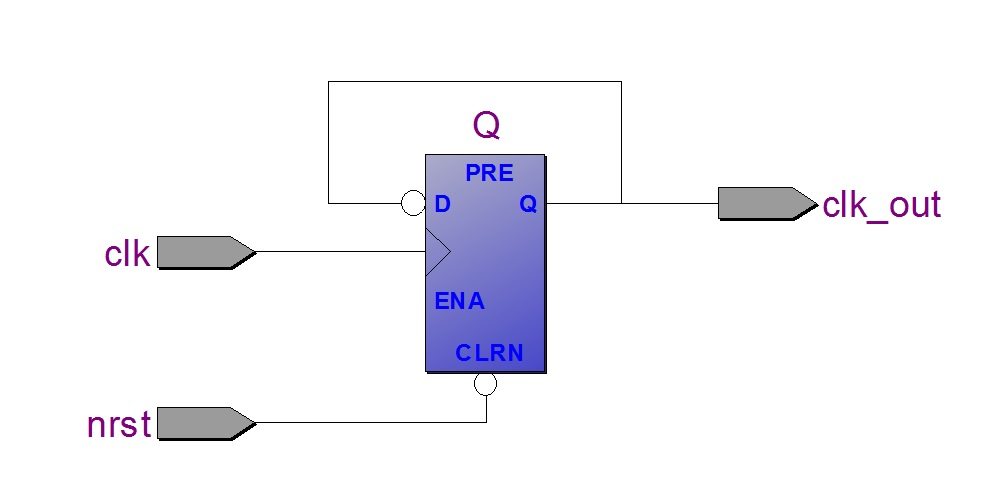 Q
PRE
D Q
clk_out
clk
ENA
CLRN
nrst